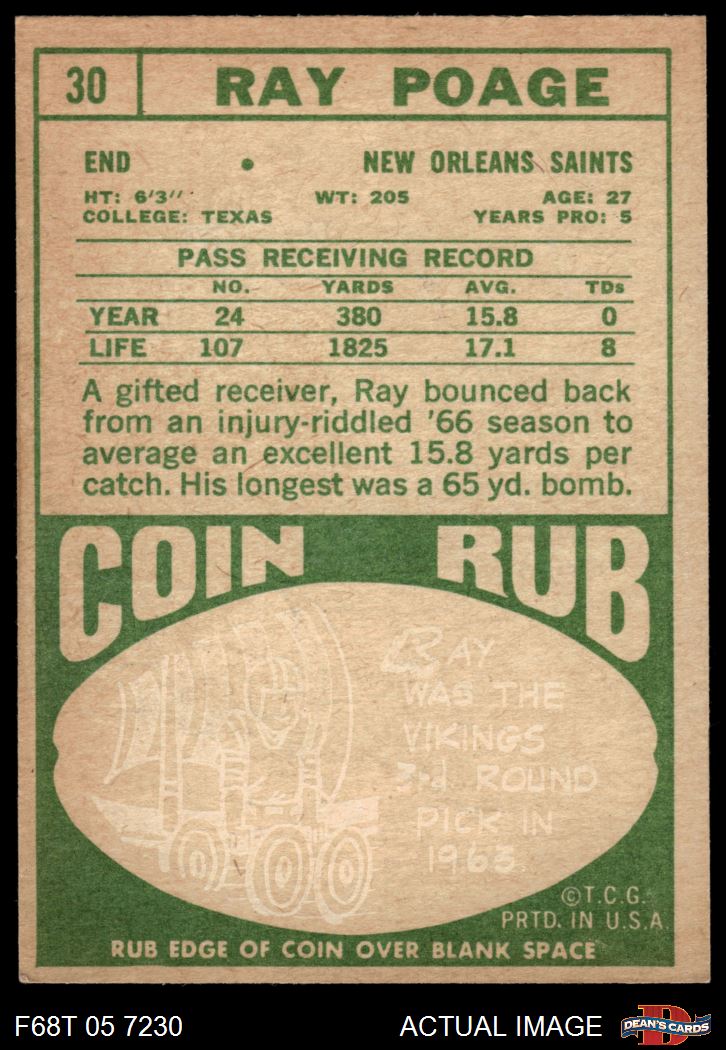 30 RAY POAGE
END • NEW ORLEANS SAINTS
HT: 6'3" WT: 205 AGE: 27
COLLEGE: TEXAS YEARS PRO: 5
PASS RECEIVING RECORD
NO. YARDS AVG. TDs
YEAR 24 380 15.8 0
LIFE 107 1825 17.1 8
A gifted receiver, Ray bounced back
from an injury-riddled '66 season to
average an excellent 15.8 yards per
catch. His longest was a 65 yd. bomb.
COIN RUB
RAY
WAS THE
VIKINGS
3rd ROUND
PICK IN
1963
©T.C.G.
PRTD. IN U.S.A.
RUB EDGE OF COIN OVER BLANK SPACE
F68T 05 7230 ACTUAL IMAGE
D
DEAN'S CARDS